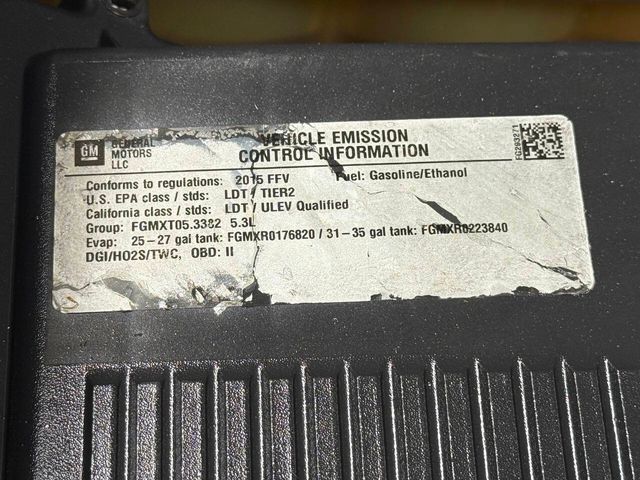 GM GENERAL MOTORS LLC
VEHICLE EMISSION
CONTROL INFORMATION
FG283271
Conforms to regulations: 2015 FFV Fuel: Gasoline/Ethanol
U.S. EPA class / stds: LDT / TIER2
California class / stds: LDT / ULEV Qualified
Group: FGMXT05.3382 5.3L
Evap: 25-27 gal tank: FGMXR0176820 / 31-35 gal tank: FGMXR0223840
DGI/HO2S/TWC, OBD: II